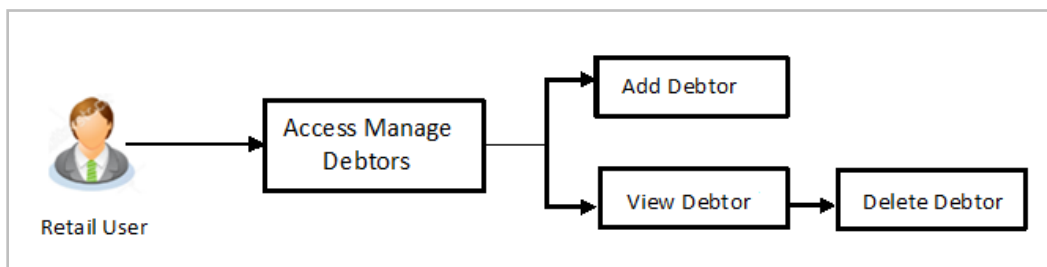 Add Debtor
Access Manage
Debtors
View Debtor
Delete Debtor
Retail User